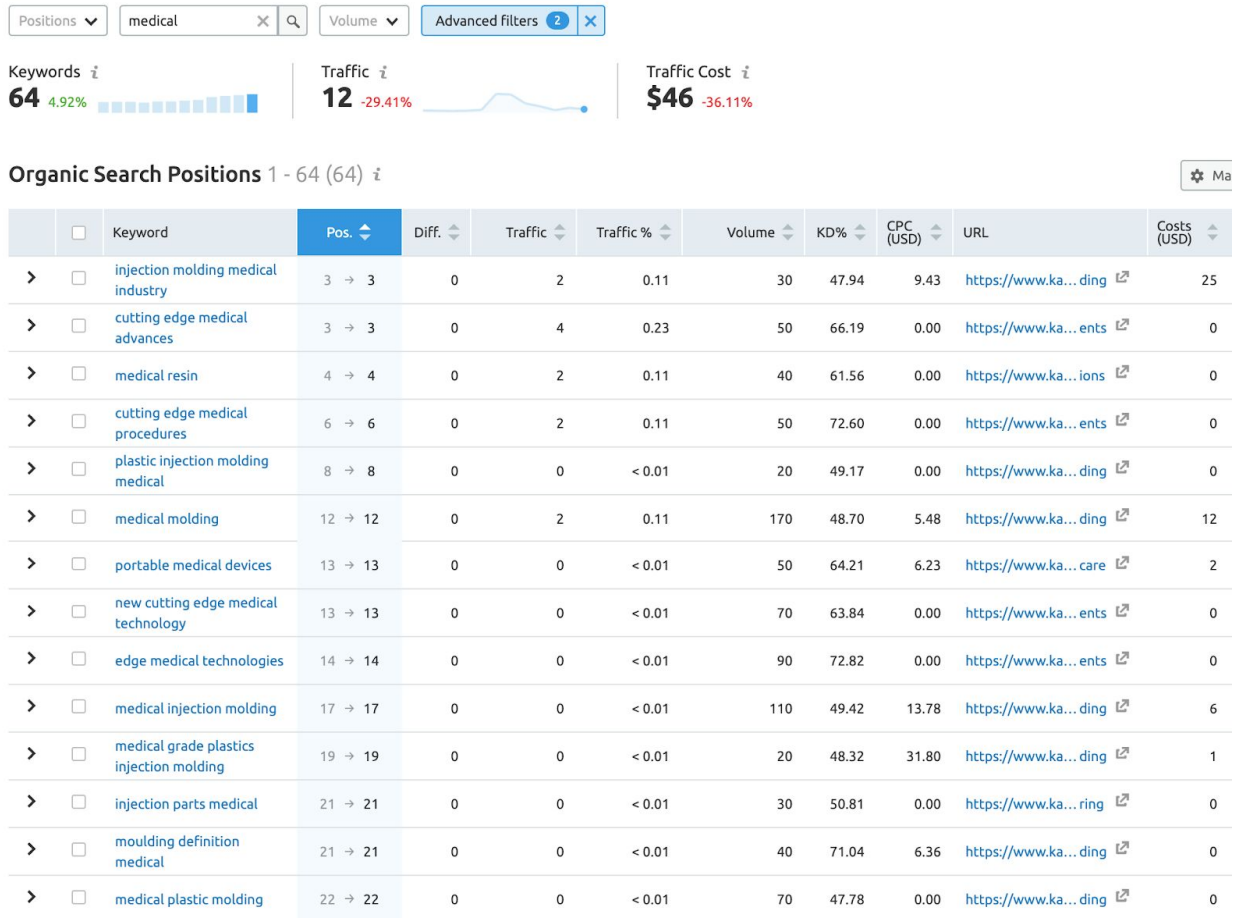 Positions medical Volume Advanced filters 2
Keywords i Traffic i Traffic Cost i
64 4.92% 12 -29.41% $46 -36.11%
Organic Search Positions 1 - 64 (64) i Ma
Keyword Pos. Diff. Traffic Traffic % Volume KD% CPC (USD) URL Costs (USD)
injection molding medical
industry 3 → 3 0 2 0.11 30 47.94 9.43 https://www.ka... ding 25
cutting edge medical
advances 3 → 3 0 4 0.23 50 66.19 0.00 https://www.ka... ents 0
medical resin 4 → 4 0 2 0.11 40 61.56 0.00 https://www.ka... ions 0
cutting edge medical
procedures 6 → 6 0 2 0.11 50 72.60 0.00 https://www.ka... ents 0
plastic injection molding
medical 8 → 8 0 0 < 0.01 20 49.17 0.00 https://www.ka... ding 0
medical molding 12 → 12 0 2 0.11 170 48.70 5.48 https://www.ka... ding 12
portable medical devices 13 → 13 0 0 < 0.01 50 64.21 6.23 https://www.ka... care 2
new cutting edge medical
technology 13 → 13 0 0 < 0.01 70 63.84 0.00 https://www.ka... ents 0
edge medical technologies 14 → 14 0 0 < 0.01 90 72.82 0.00 https://www.ka... ents 0
medical injection molding 17 → 17 0 0 < 0.01 110 49.42 13.78 https://www.ka... ding 6
medical grade plastics
injection molding 19 → 19 0 0 < 0.01 20 48.32 31.80 https://www.ka... ding 1
injection parts medical 21 → 21 0 0 < 0.01 30 50.81 0.00 https://www.ka... ring 0
moulding definition
medical 21 → 21 0 0 < 0.01 40 71.04 6.36 https://www.ka... ding 0
medical plastic molding 22 → 22 0 0 < 0.01 70 47.78 0.00 https://www.ka... ding 0